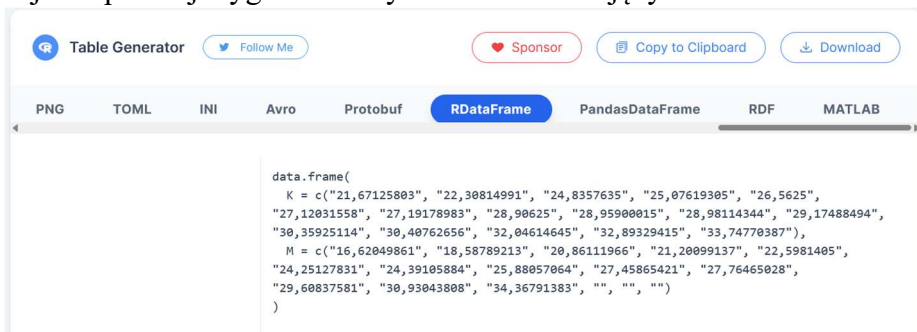 Table Generator Follow Me Sponsor Copy to Clipboard Download
PNG TOML INI Avro Protobuf RDataFrame PandasDataFrame RDF MATLAB
data.frame(
K = c("21,67125803", "22,30814991", "24,8357635", "25,07619305", "26,5625",
"27,12031558", "27,19178983", "28,90625", "28,95900015", "28,98114344", "29,17488494",
"30,35925114", "30,40762656", "32,04614645", "32,89329415", "33,74770387"),
M = c("16,62049861", "18,58789213", "20,86111966", "21,20099137", "22,5981405",
"24,25127831", "24,39105884", "25,88057064", "27,45865421", "27,76465028",
"29,60837581", "30,93043808", "34,36791383", "", "", "")
)